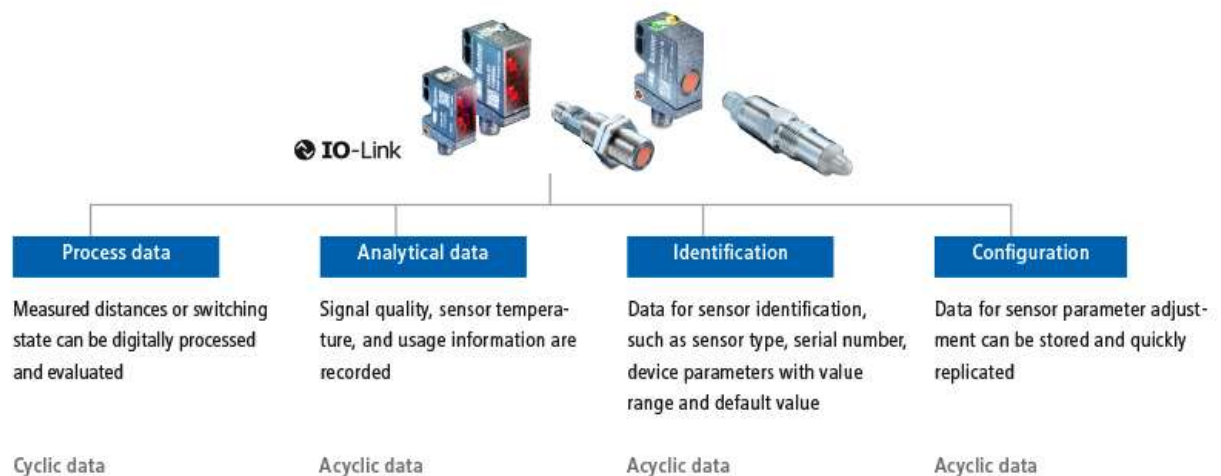 IO-Link
Process data
Measured distances or switching
state can be digitally processed
and evaluated
Cyclic data
Analytical data
Signal quality, sensor tempera-
ture, and usage information are
recorded
Acyclic data
Identification
Data for sensor identification,
such as sensor type, serial number,
device parameters with value
range and default value
Acyclic data
Configuration
Data for sensor parameter adjust-
ment can be stored and quickly
replicated
Acyclic data